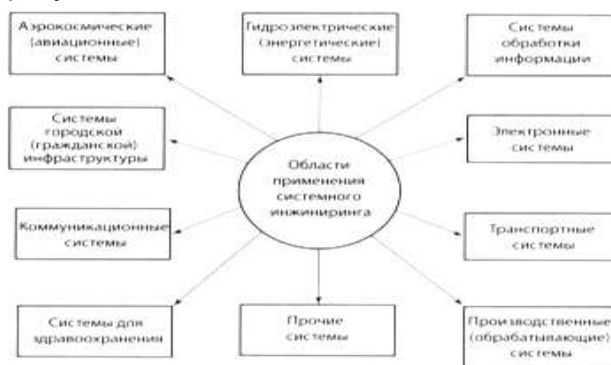 Аэрокосмические
(авиационные)
системы
Гидроэлектрические
(энергетические)
системы
Системы
обработки
информации
Системы
городской
(гражданской)
инфраструктуры
Электронные
системы
Области
применения
системного
инжиниринга
Коммуникационные
системы
Транспортные
системы
Системы для
здравоохранения
Прочие
системы
Производственные
(обрабатывающие)
системы